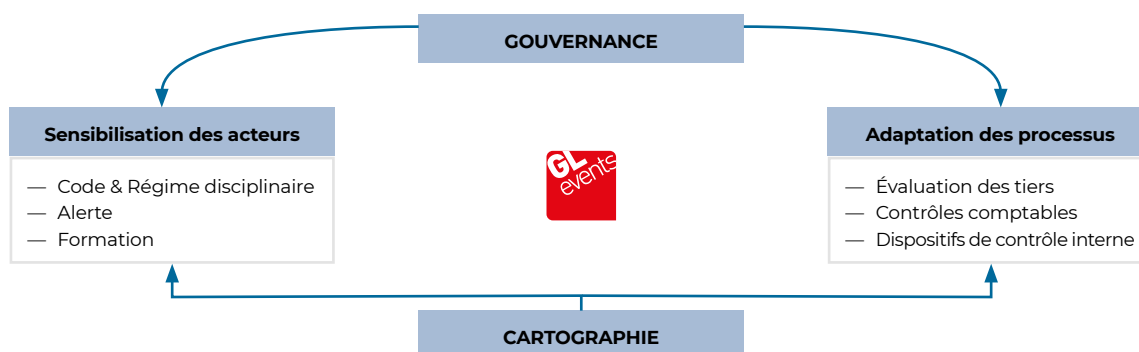 GOUVERNANCE
Sensibilisation des acteurs
— Code & Régime disciplinaire
— Alerte
— Formation
GL
events
Adaptation des processus
— Évaluation des tiers
— Contrôles comptables
— Dispositifs de contrôle interne
CARTOGRAPHIE